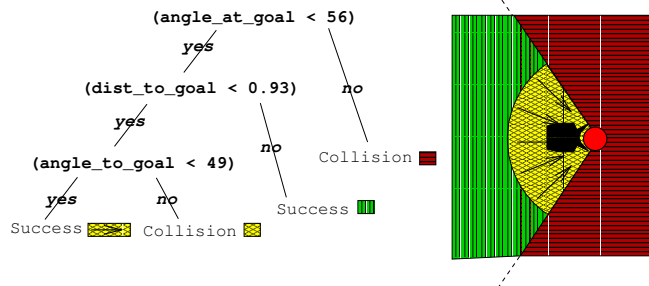 (angle_at_goal < 56)
yes
(dist_to_goal < 0.93)
no
yes
no
Collision
(angle_to_goal < 49)
yes
no
Success
Success
Collision